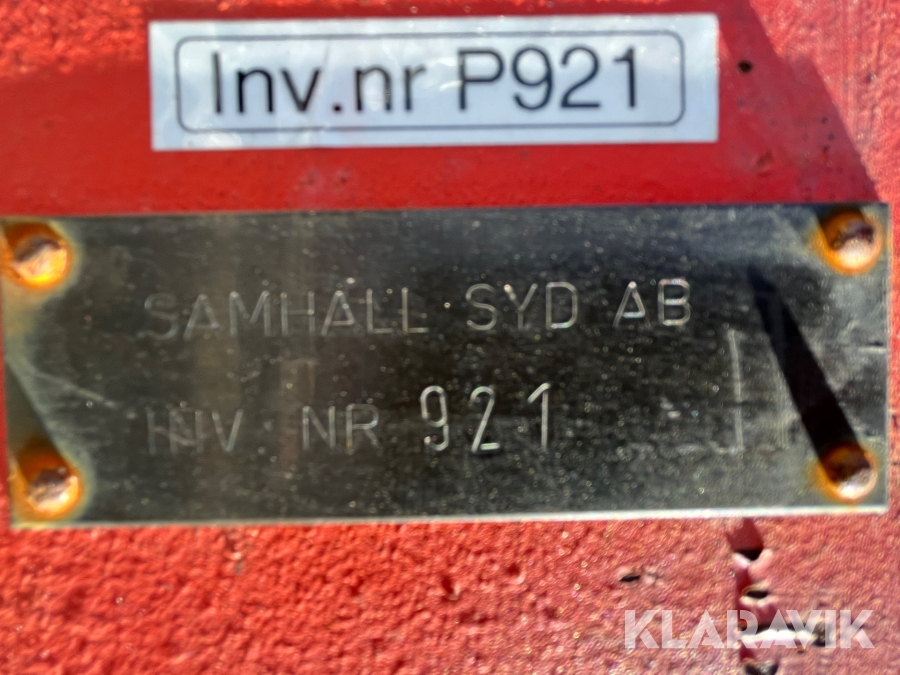 Inv.nr P921
SAMHALL SYD AB
INV NR 921
KLARAVIK